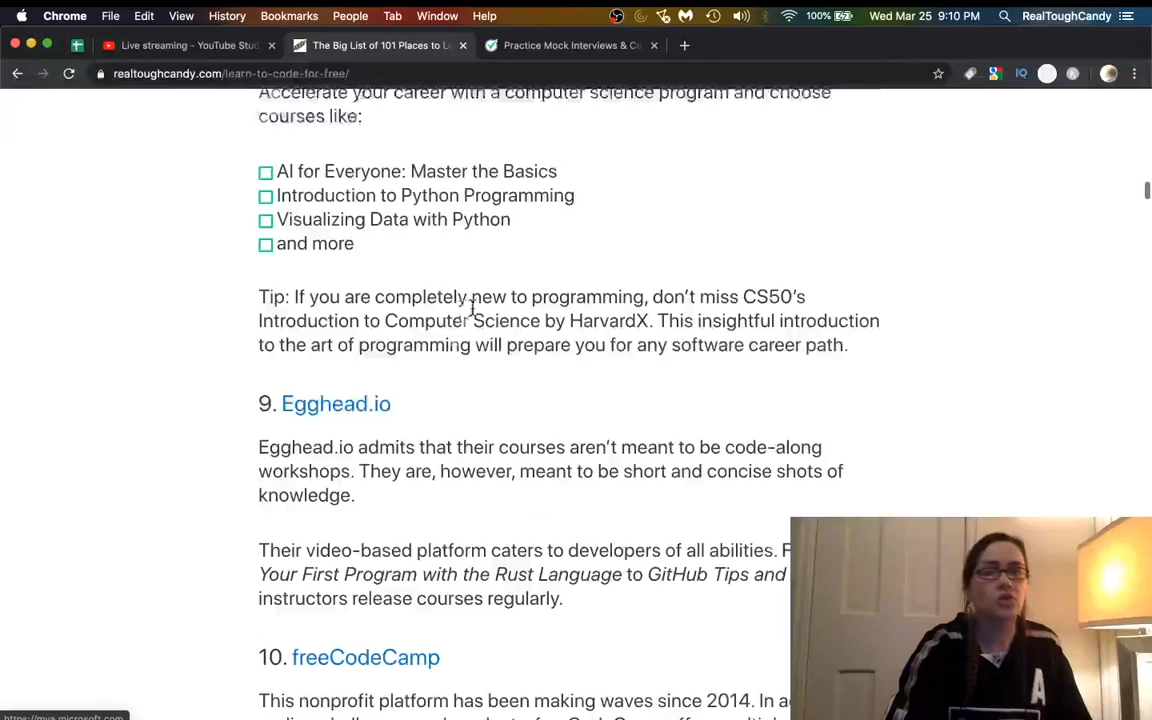 Chrome File Edit View History Bookmarks People Tab Window Help 100% Wed Mar 25 9:10 PM RealToughCandy
Live streaming - YouTube Stud The Big List of 101 Places to L Practice Mock Interviews & Co
realtoughcandy.com/learn-to-code-for-free/ IQ
Accelerate your career with a computer science program and choose
courses like:
AI for Everyone: Master the Basics
Introduction to Python Programming
Visualizing Data with Python
and more
Tip: If you are completely new to programming, don't miss CS50's
Introduction to Computer Science by HarvardX. This insightful introduction
to the art of programming will prepare you for any software career path.
9. Egghead.io
Egghead.io admits that their courses aren't meant to be code-along
workshops. They are, however, meant to be short and concise shots of
knowledge.
Their video-based platform caters to developers of all abilities. F
Your First Program with the Rust Language to GitHub Tips and
instructors release courses regularly.
10. freeCodeCamp
This nonprofit platform has been making waves since 2014. In a
A
https://mva.microsoft.com